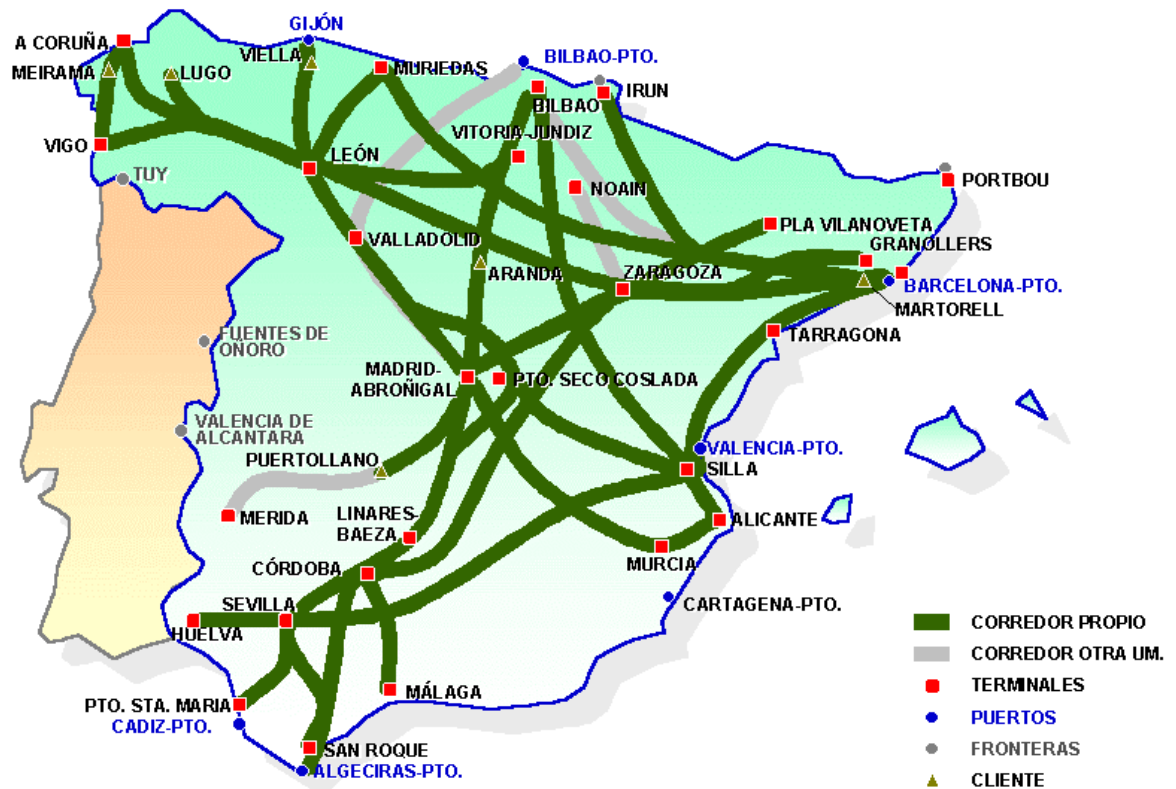 GIJÓN
A CORUÑA
VIELLA
BILBAO-PTO.
MEIRAMA
LUGO
MURIEDAS
IRUN
BILBAO
VITORIA-JUNDIZ
VIGO
LEÓN
TUY
NOAIN
PORTBOU
PLA VILANOVETA
VALLADOLID
GRANOLLERS
ARANDA
ZARAGOZA
BARCELONA-PTO.
MARTORELL
FUENTES DE
OÑORO
TARRAGONA
MADRID-
ABROÑIGAL
PTO. SECO COSLADA
VALENCIA DE
ALCANTARA
VALENCIA-PTO.
PUERTOLLANO
SILLA
MERIDA
LINARES-
BAEZA
ALICANTE
CÓRDOBA
MURCIA
SEVILLA
CARTAGENA-PTO.
HUELVA
CORREDOR PROPIO
CORREDOR OTRA UM.
TERMINALES
PTO. STA. MARIA
MÁLAGA
CADIZ-PTO.
PUERTOS
SAN ROQUE
FRONTERAS
ALGECIRAS-PTO.
CLIENTE